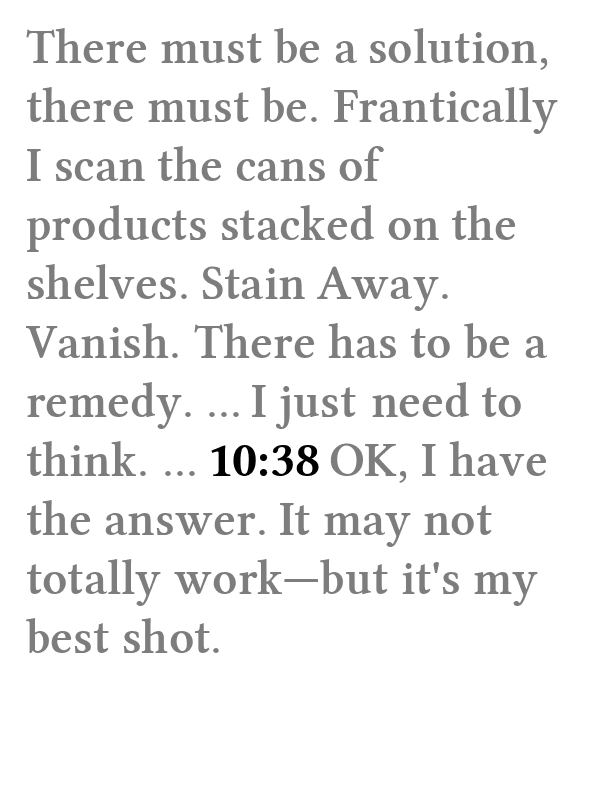 There must be a solution,
there must be. Frantically
I scan the cans of
products stacked on the
shelves. Stain Away.
Vanish. There has to be a
remedy. ... I just need to
think. ... 10:38 OK, I have
the answer. It may not
totally work—but it's my
best shot.